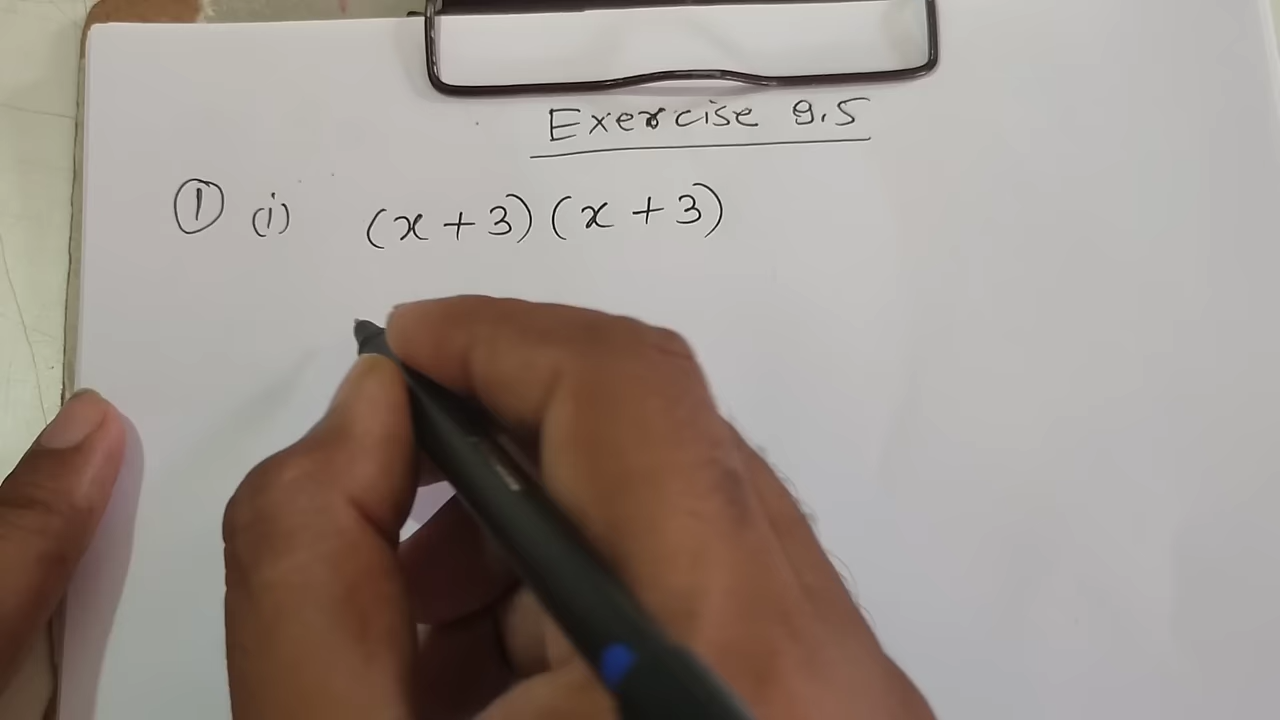 Exercise 9.5
① (i) (x + 3) (x + 3)